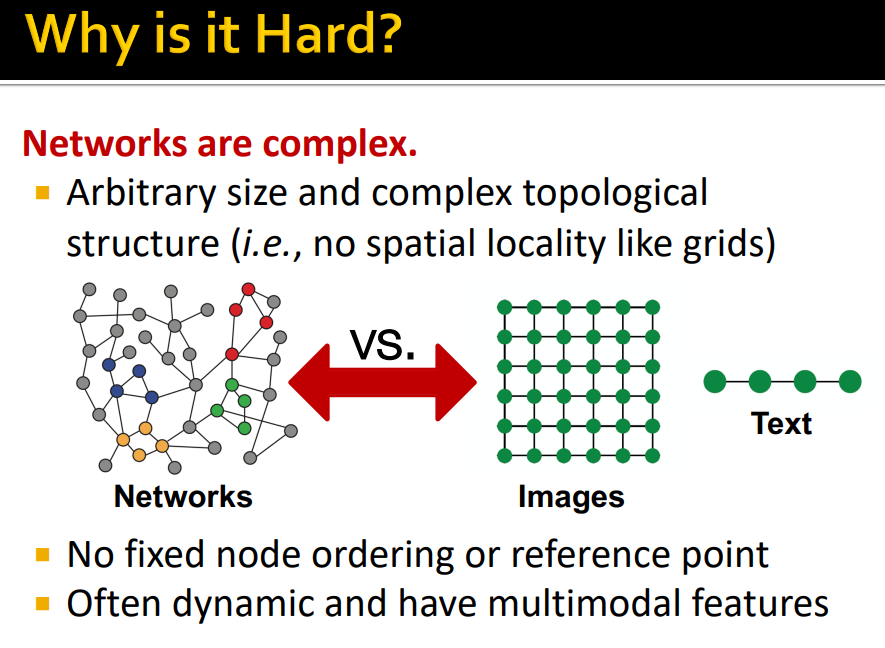 Why is it Hard?
Networks are complex.
▪ Arbitrary size and complex topological
structure (i.e., no spatial locality like grids)
vs.
Text
Networks
Images
▪ No fixed node ordering or reference point
▪ Often dynamic and have multimodal features